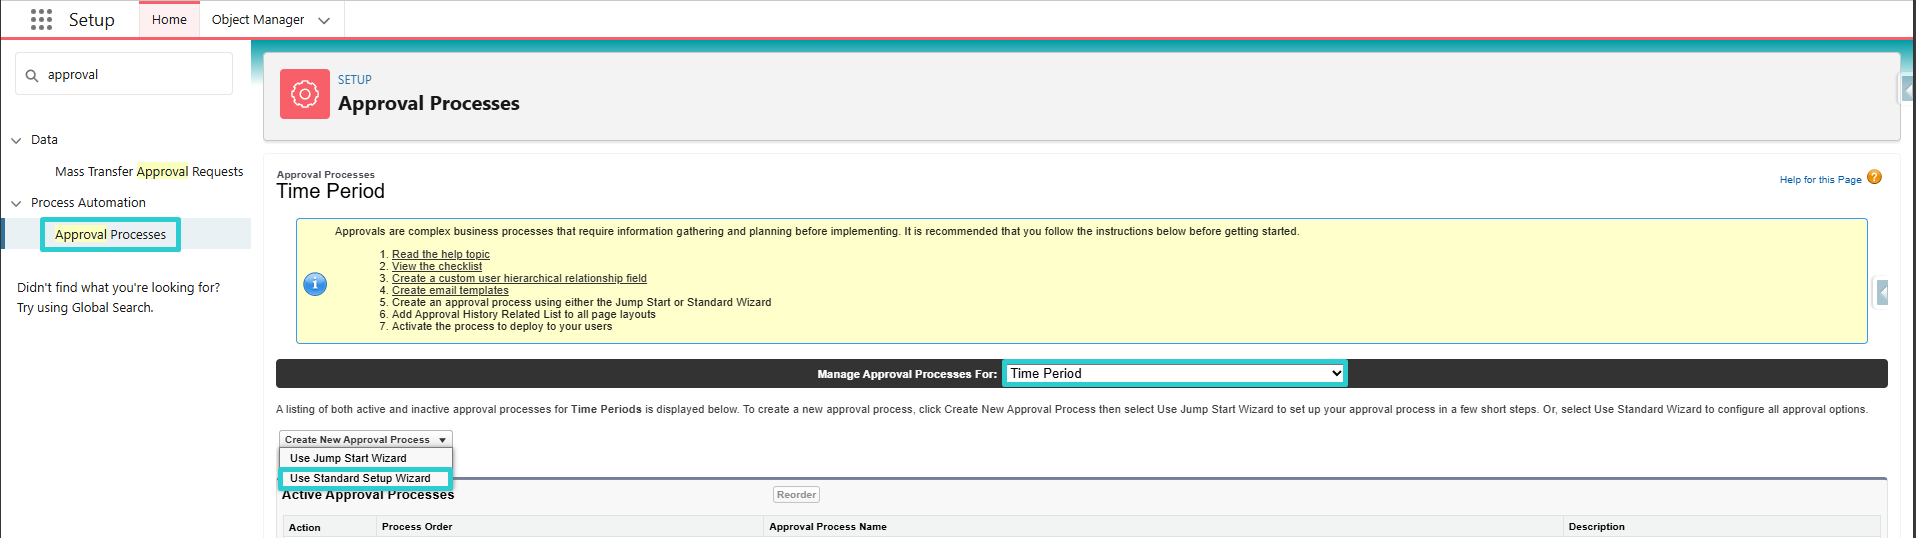 Setup
Home
Object Manager
approval
Data
Mass Transfer Approval Requests
Process Automation
Approval Processes
Didn't find what you're looking for?
Try using Global Search.
SETUP
Approval Processes
Approval Processes
Time Period
Help for this Page ?
Approvals are complex business processes that require information gathering and planning before implementing. It is recommended that you follow the instructions below before getting started.
1. Read the help topic
2. View the checklist
3. Create a custom user hierarchical relationship field
4. Create email templates
5. Create an approval process using either the Jump Start or Standard Wizard
6. Add Approval History Related List to all page layouts
7. Activate the process to deploy to your users
Manage Approval Processes For: Time Period
A listing of both active and inactive approval processes for Time Periods is displayed below. To create a new approval process, click Create New Approval Process then select Use Jump Start Wizard to set up your approval process in a few short steps. Or, select Use Standard Wizard to configure all approval options.
Create New Approval Process
Use Jump Start Wizard
Use Standard Setup Wizard
Active Approval Processes
Reorder
Action Process Order Approval Process Name Description